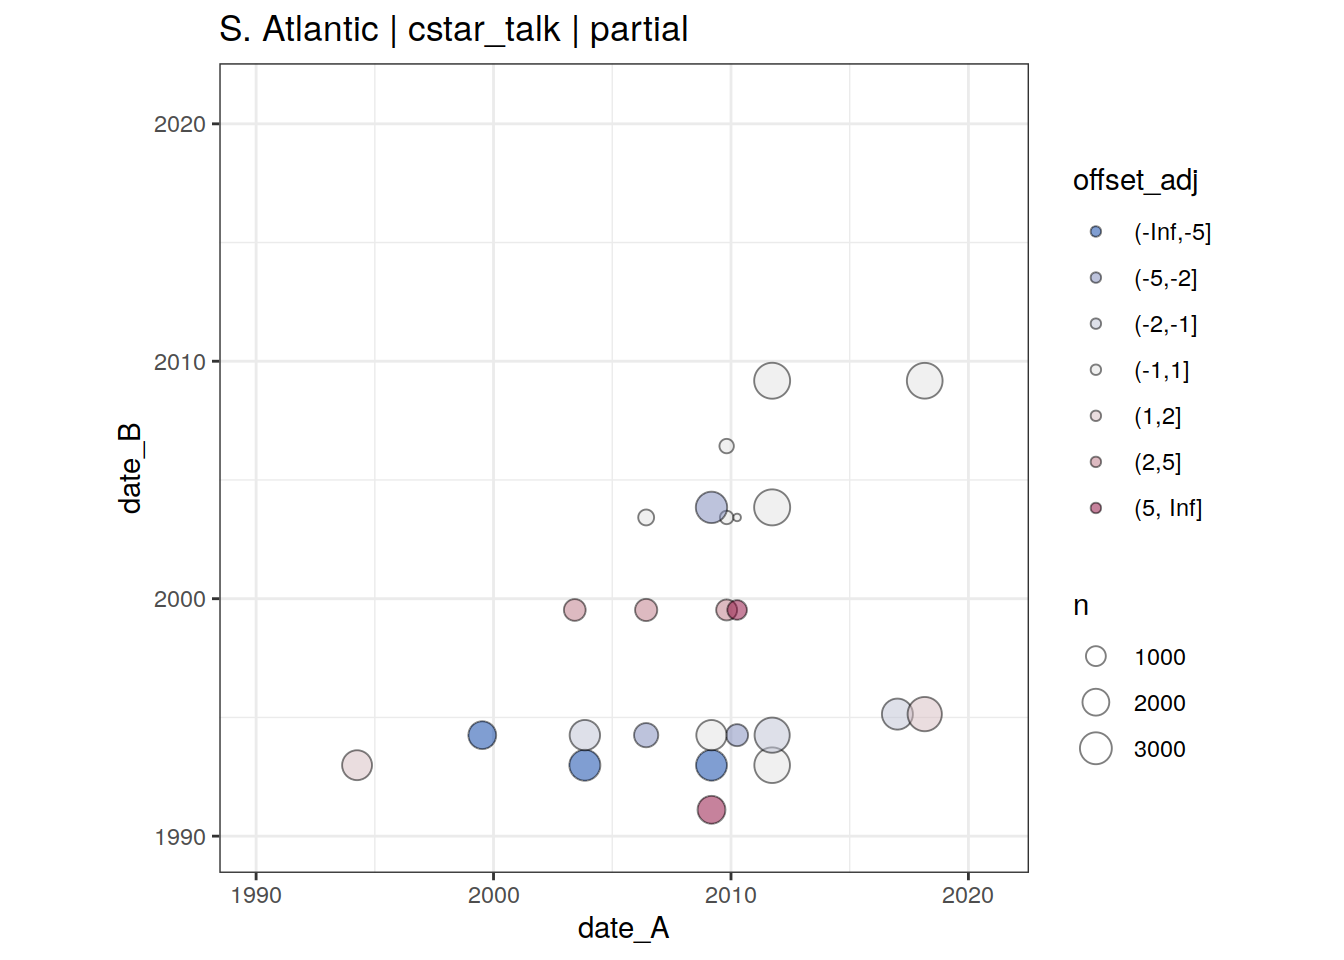 S. Atlantic | cstar_talk | partial
2020
2010
2000
1990
date_B
1990
2000
2010
2020
date_A
offset_adj
(-Inf,-5]
(-5,-2]
(-2,-1]
(-1,1]
(1,2]
(2,5]
(5, Inf]
n
1000
2000
3000